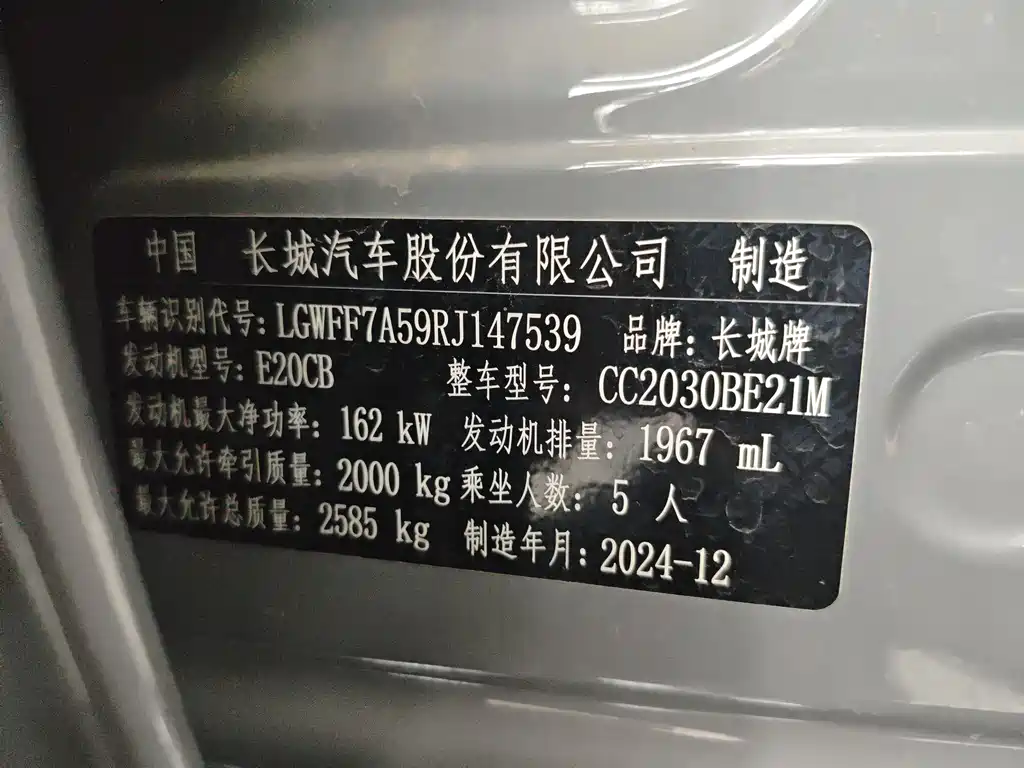 中国 长城汽车股份有限公司 制造
车辆识别代号:LGWFF7A59RJ147539 品牌:长城牌
发动机型号:E20CB 整车型号:CC2030BE21M
发动机最大净功率:162 kW 发动机排量:1967 mL
最大允许牵引质量:2000 kg 乘坐人数:5 人
最大允许总质量:2585 kg 制造年月:2024-12